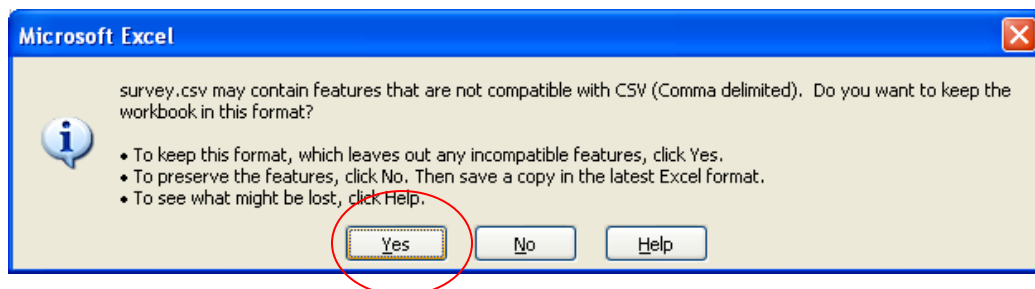 Microsoft Excel
survey.csv may contain features that are not compatible with CSV (Comma delimited).  Do you want to keep the
workbook in this format?
• To keep this format, which leaves out any incompatible features, click Yes.
• To preserve the features, click No. Then save a copy in the latest Excel format.
• To see what might be lost, click Help.
Yes No Help